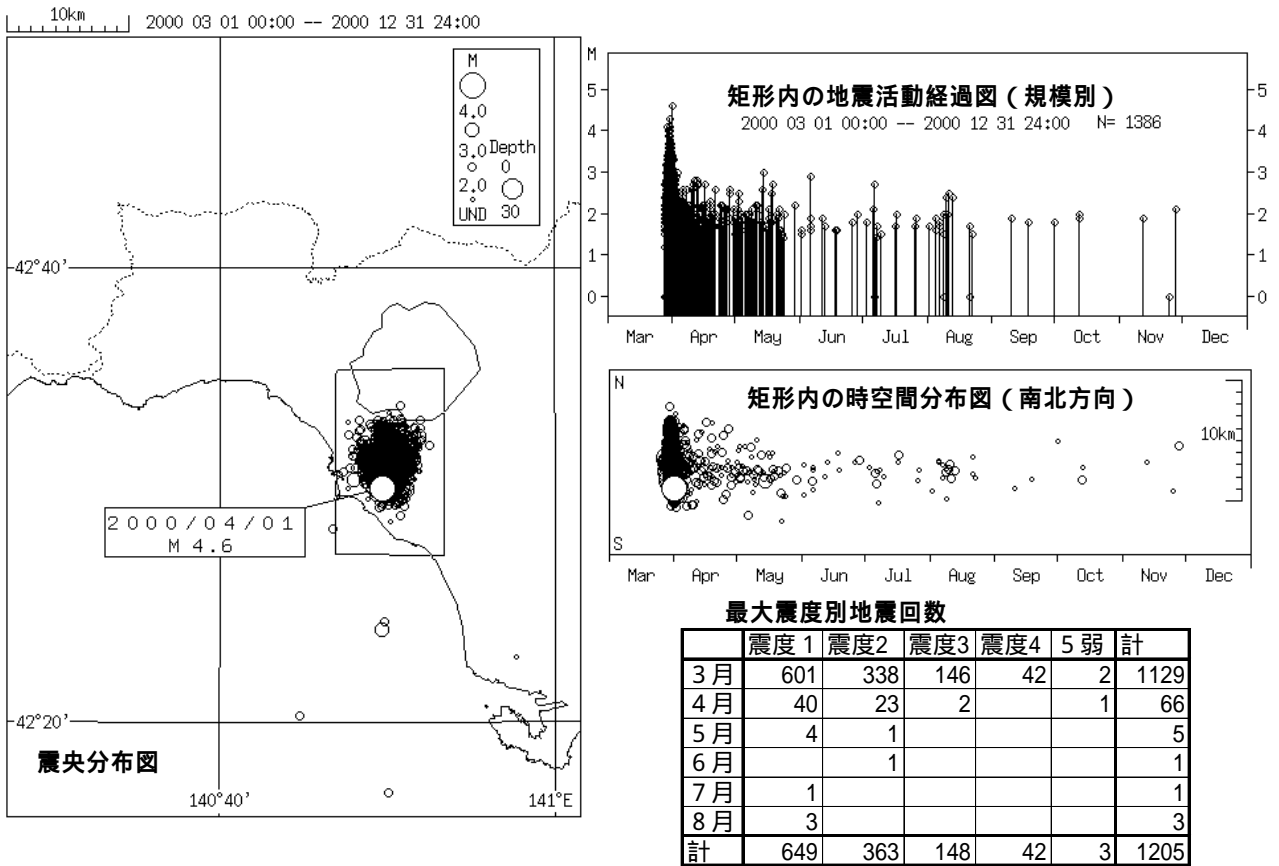 10km
2000 03 01 00:00 -- 2000 12 31 24:00
M
4.0
3.0
2.0
UND
Depth
0
30
42°40'
42°20'
140°40'
141°E
2000/04/01
M 4.6
震央分布図
M
矩形内の地震活動経過図(規模別)
2000 03 01 00:00 -- 2000 12 31 24:00 N= 1386
5 5
4 4
3 3
2 2
1 1
0 0
Mar Apr May Jun Jul Aug Sep Oct Nov Dec
N
矩形内の時空間分布図(南北方向)
10km
S
Mar Apr May Jun Jul Aug Sep Oct Nov Dec
最大震度別地震回数
震度1 震度2 震度3 震度4 5弱 計
3月 601 338 146 42 2 1129
4月 40 23 2 1 66
5月 4 1 5
6月 1 1
7月 1 1
8月 3 3
計 649 363 148 42 3 1205